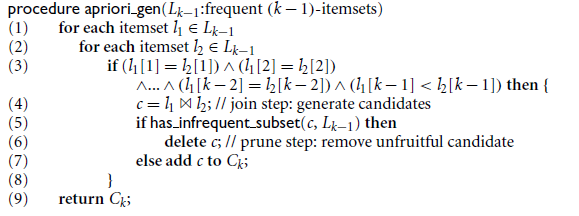 procedure apriori_gen(Lk−1:frequent (k − 1)-itemsets)
(1) for each itemset l1 ∈ Lk−1
(2) for each itemset l2 ∈ Lk−1
(3) if (l1[1] = l2[1]) ∧ (l1[2] = l2[2])
∧... ∧ (l1[k − 2] = l2[k − 2]) ∧ (l1[k − 1] < l2[k − 1]) then {
(4) c = l1 ⋈ l2; // join step: generate candidates
(5) if has_infrequent_subset(c, Lk−1) then
(6) delete c; // prune step: remove unfruitful candidate
(7) else add c to Ck;
(8) }
(9) return Ck;